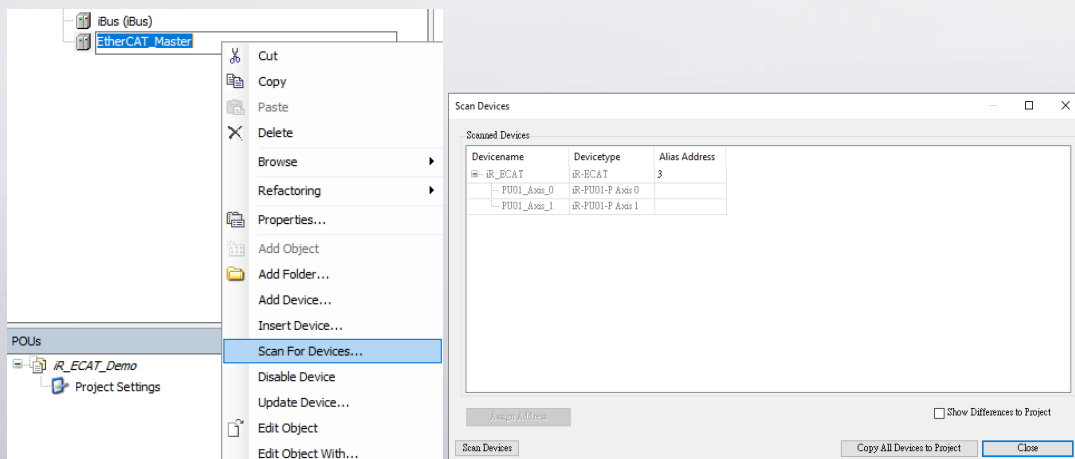 iBus (iBus)
EtherCAT_Master
Cut
Copy
Paste
Delete
Browse
Refactoring
Properties...
Add Object
Add Folder...
Add Device...
Insert Device...
Scan For Devices...
Disable Device
Update Device...
Edit Object
Edit Object With...
POUs
iR_ECAT_Demo
Project Settings
Scan Devices
Scanned Devices
Devicename Devicetype Alias Address
iR_ECAT iR-ECAT 3
PU01_Axis_0 iR-PU01-P Axis 0
PU01_Axis_1 iR-PU01-P Axis 1
Assign Address
Show Differences to Project
Scan Devices Copy All Devices to Project Close